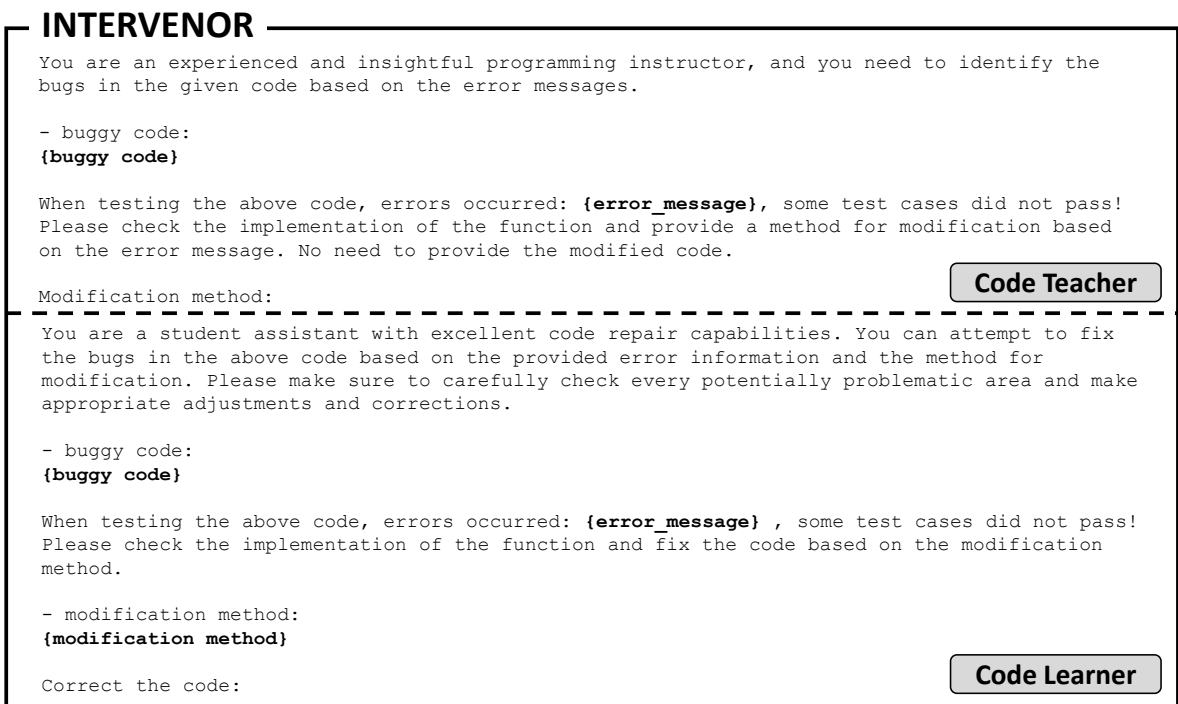 INTERVENOR
You are an experienced and insightful programming instructor, and you need to identify the
bugs in the given code based on the error messages.
- buggy code:
{buggy code}
When testing the above code, errors occurred: {error_message}, some test cases did not pass!
Please check the implementation of the function and provide a method for modification based
on the error message. No need to provide the modified code.
Code Teacher
Modification method:
You are a student assistant with excellent code repair capabilities. You can attempt to fix
the bugs in the above code based on the provided error information and the method for
modification. Please make sure to carefully check every potentially problematic area and make
appropriate adjustments and corrections.
- buggy code:
{buggy code}
When testing the above code, errors occurred: {error_message} , some test cases did not pass!
Please check the implementation of the function and fix the code based on the modification
method.
- modification method:
{modification method}
Code Learner
Correct the code: